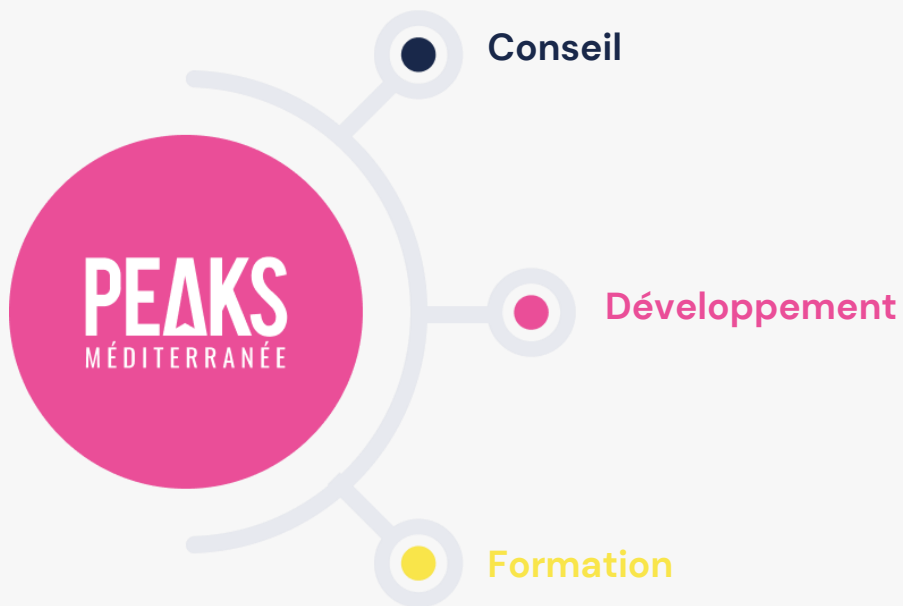 Conseil
PEAKS
MÉDITERRANÉE
Développement
Formation